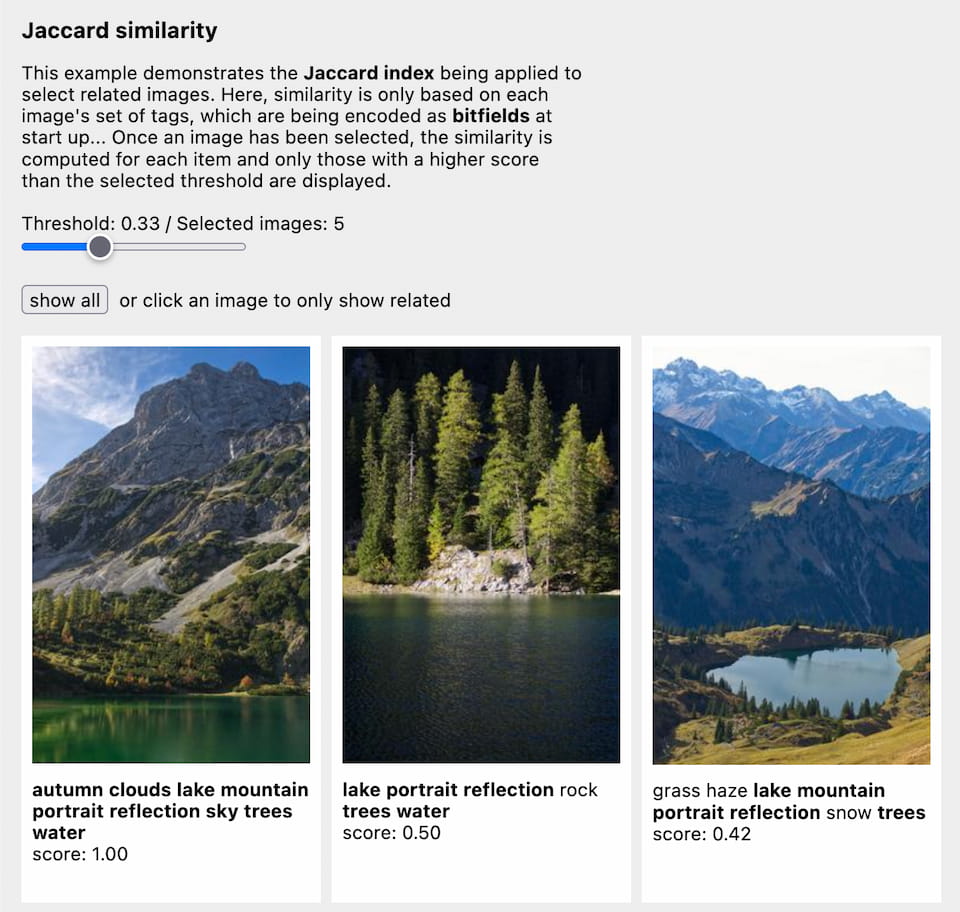 Jaccard similarity
This example demonstrates the Jaccard index being applied to
select related images. Here, similarity is only based on each
image's set of tags, which are being encoded as bitfields at
start up... Once an image has been selected, the similarity is
computed for each item and only those with a higher score
than the selected threshold are displayed.
Threshold: 0.33 / Selected images: 5
show all or click an image to only show related
autumn clouds lake mountain
portrait reflection sky trees
water
score: 1.00
lake portrait reflection rock
trees water
score: 0.50
grass haze lake mountain
portrait reflection snow trees
score: 0.42